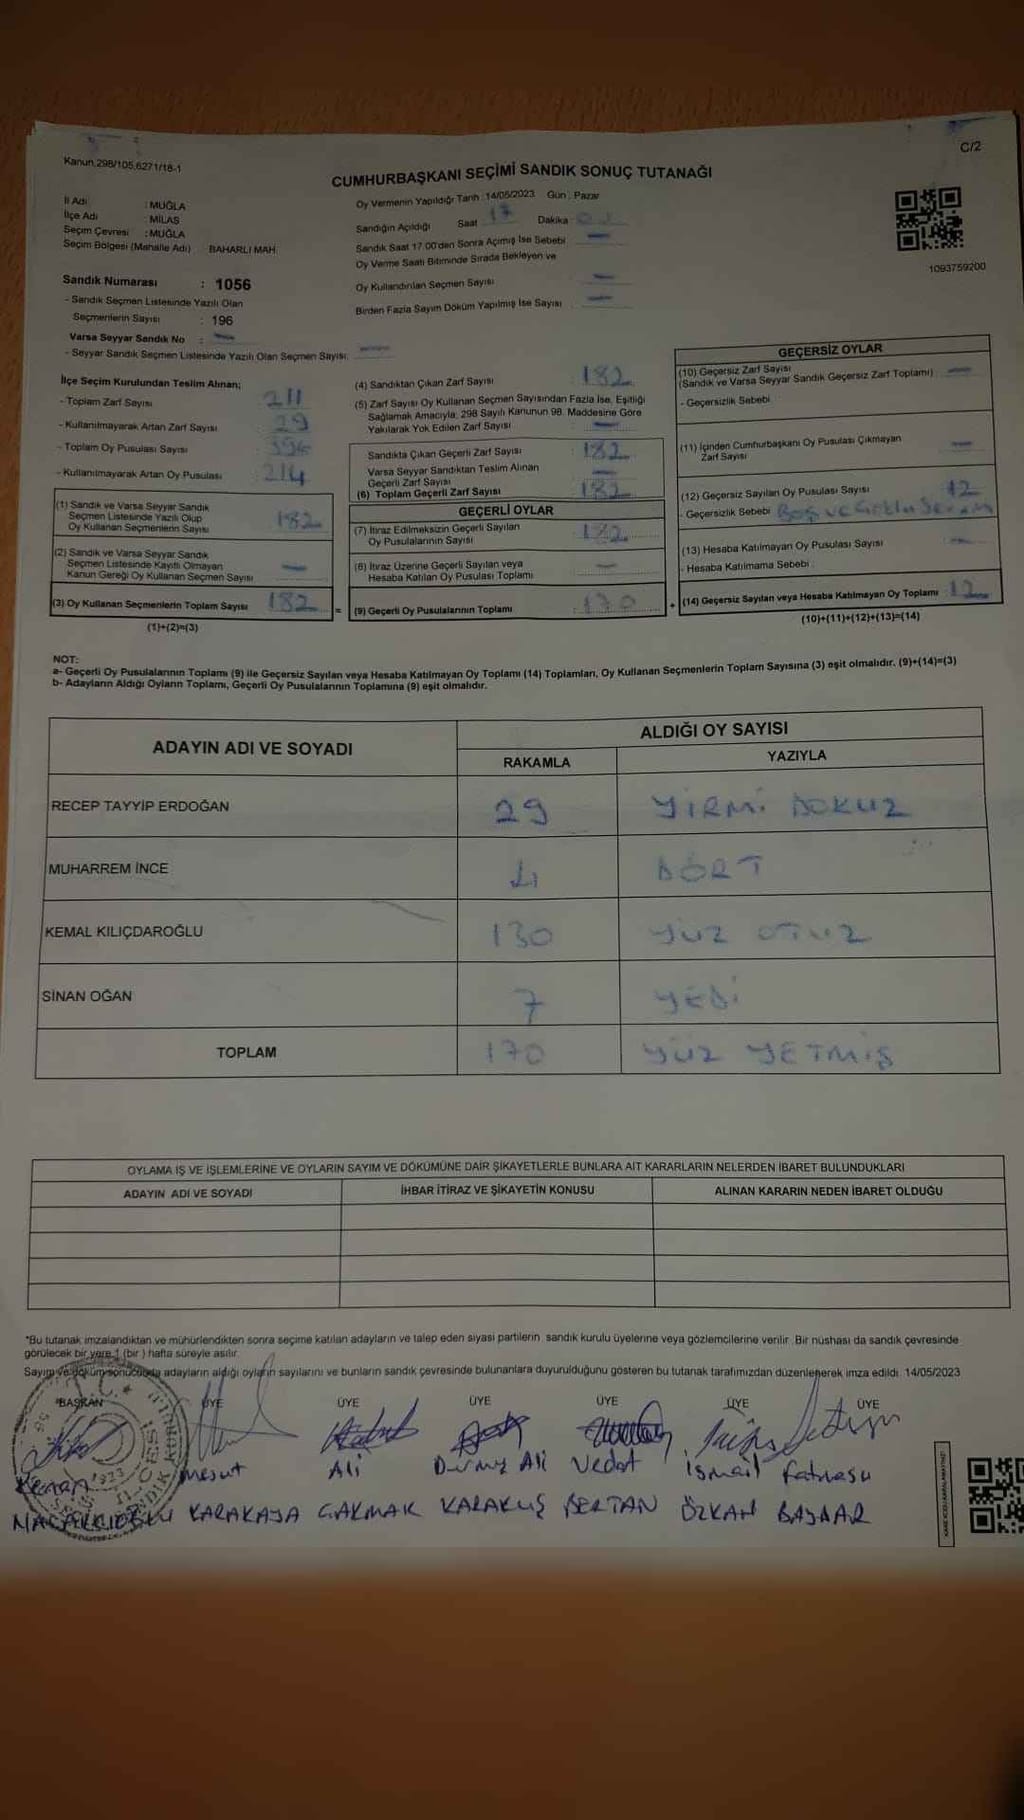 Kanun.298/105.6271/18-1
C/2
CUMHURBAŞKANI SEÇİMİ SANDIK SONUÇ TUTANAĞI
İl Adı : MUĞLA
İlçe Adı : MİLAS
Seçim Çevresi : MUĞLA
Seçim Bölgesi (Mahalle Adı) BAHARLI MAH.
Sandık Numarası : 1056
- Sandık Seçmen Listesinde Yazılı Olan
Seçmenlerin Sayısı : 196
Varsa Seyyar Sandık No : —
- Seyyar Sandık Seçmen Listesinde Yazılı Olan Seçmen Sayısı: —
Oy Vermenin Yapıldığı Tarih :14/05/2023 Gün : Pazar
Sandığın Açıldığı Saat 17 Dakika
Sandık Saat 17.00'den Sonra Açımış İse Sebebi —
Oy Verme Saati Bitiminde Sırada Bekleyen ve
Oy Kullandırılan Seçmen Sayısı —
Birden Fazla Sayım Döküm Yapılmış İse Sayısı —
1093759200
İlçe Seçim Kurulundan Teslim Alınan;
- Toplam Zarf Sayısı 211
- Kullanılmayarak Artan Zarf Sayısı 29
- Toplam Oy Pusulası Sayısı 396
- Kullanılmayarak Artan Oy Pusulası 214
(1) Sandık ve Varsa Seyyar Sandık
Seçmen Listesinde Yazılı Olup
Oy Kullanan Seçmenlerin Sayısı 182
(2) Sandık ve Varsa Seyyar Sandık
Seçmen Listesinde Kayıtlı Olmayan
Kanun Gereği Oy Kullanan Seçmen Sayısı —
(3) Oy Kullanan Seçmenlerin Toplam Sayısı 182 =
(1)+(2)=(3)
(4) Sandıktan Çıkan Zarf Sayısı : 182
(5) Zarf Sayısı Oy Kullanan Seçmen Sayısından Fazla İse, Eşitliği
Sağlamak Amacıyla; 298 Sayılı Kanunun 98. Maddesine Göre
Yakılarak Yok Edilen Zarf Sayısı —
Sandıkta Çıkan Geçerli Zarf Sayısı : 182
Varsa Seyyar Sandıktan Teslim Alınan
Geçerli Zarf Sayısı —
(6) Toplam Geçerli Zarf Sayısı : 182
GEÇERLİ OYLAR
(7) İtiraz Edilmeksizin Geçerli Sayılan
Oy Pusulalarının Sayısı : 182
(8) İtiraz Üzerine Geçerli Sayılan veya
Hesaba Katılan Oy Pusulası Toplamı —
(9) Geçerli Oy Pusulalarının Toplamı : 170 +
GEÇERSİZ OYLAR
(10) Geçersiz Zarf Sayısı
(Sandık ve Varsa Seyyar Sandık Geçersiz Zarf Toplamı) —
- Geçersizlik Sebebi
(11) İçinden Cumhurbaşkanı Oy Pusulası Çıkmayan
Zarf Sayısı —
(12) Geçersiz Sayılan Oy Pusulası Sayısı 12
- Geçersizlik Sebebi : Boş ve
(13) Hesaba Katılmayan Oy Pusulası Sayısı —
- Hesaba Katılmama Sebebi
(14) Geçersiz Sayılan veya Hesaba Katılmayan Oy Toplamı : 12
(10)+(11)+(12)+(13)=(14)
NOT:
a- Geçerli Oy Pusulalarının Toplamı (9) ile Geçersiz Sayılan veya Hesaba Katılmayan Oy Toplamı (14) Toplamları, Oy Kullanan Seçmenlerin Toplam Sayısına (3) eşit olmalıdır. (9)+(14)=(3)
b- Adayların Aldığı Oyların Toplamı, Geçerli Oy Pusulalarının Toplamına (9) eşit olmalıdır.
ADAYIN ADI VE SOYADI
ALDIĞI OY SAYISI
RAKAMLA YAZIYLA
RECEP TAYYİP ERDOĞAN 29 YİRMİ DOKUZ
MUHARREM İNCE 4 DÖRT
KEMAL KILIÇDAROĞLU 130 YÜZ OTUZ
SİNAN OĞAN 7 YEDİ
TOPLAM 170 YÜZ YETMİŞ
OYLAMA İŞ VE İŞLEMLERİNE VE OYLARIN SAYIM VE DÖKÜMÜNE DAİR ŞİKAYETLERLE BUNLARA AİT KARARLARIN NELERDEN İBARET BULUNDUKLARI
ADAYIN ADI VE SOYADI İHBAR İTİRAZ VE ŞİKAYETİN KONUSU ALINAN KARARIN NEDEN İBARET OLDUĞU
*Bu tutanak imzalandıktan ve mühürlendikten sonra seçime katılan adayların ve talep eden siyasi partilerin sandık kurulu üyelerine veya gözlemcilerine verilir. Bir nüshası da sandık çevresinde
görülecek bir yere 1 (bir ) hafta süreyle asılır.
Sayım ve döküm sonucunda adayların aldığı oyların sayılarını ve bunların sandık çevresinde bulunanlara duyurulduğunu gösteren bu tutanak tarafımızdan düzenlenerek imza edildi. 14/05/2023
BAŞKAN ÜYE ÜYE ÜYE ÜYE ÜYE ÜYE
Kenan Mesut Ali Durmuş Ali Vedat İsmail Fatmasu
KARAKAYA ÇAKMAK KARAKUŞ BERTAN ÖZKAN BAYNAR